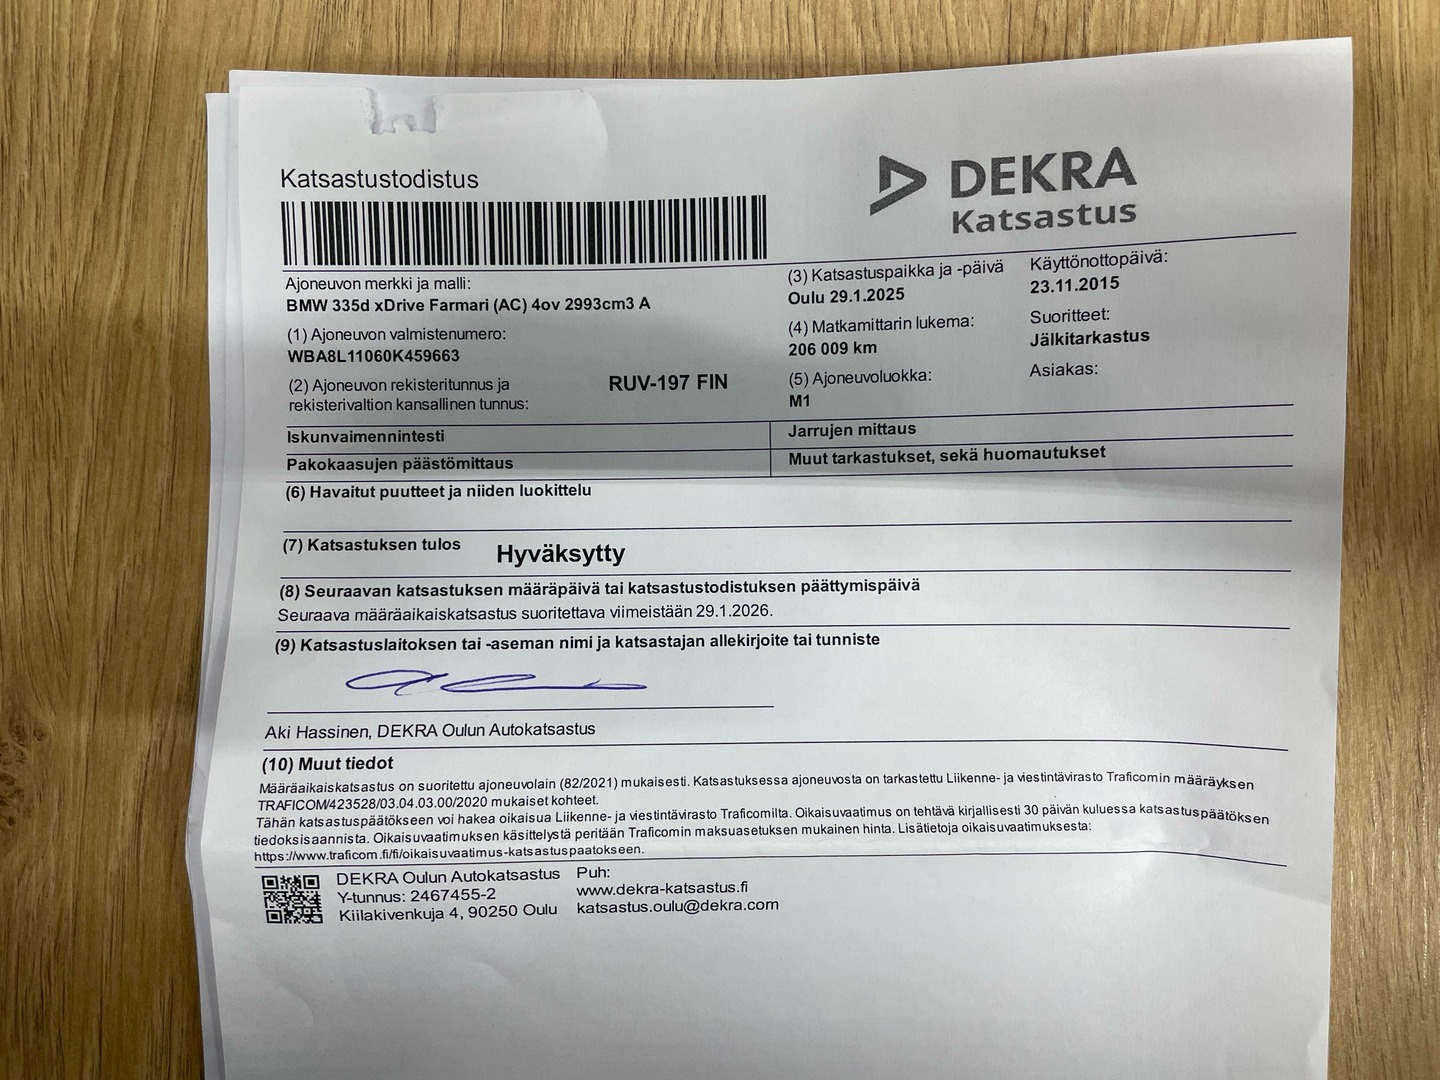 Katsastustodistus
DEKRA
Katsastus
Ajoneuvon merkki ja malli:
BMW 335d xDrive Farmari (AC) 4ov 2993cm3 A
(1) Ajoneuvon valmistenumero:
WBA8L11060K459663
(2) Ajoneuvon rekisteritunnus ja
rekisterivaltion kansallinen tunnus:
RUV-197 FIN
(3) Katsastuspaikka ja -päivä
Oulu 29.1.2025
(4) Matkamittarin lukema:
206 009 km
(5) Ajoneuvoluokka:
M1
Käyttönottopäivä:
23.11.2015
Suoritteet:
Jälkitarkastus
Asiakas:
Iskunvaimennintesti
Jarrujen mittaus
Pakokaasujen päästömittaus
Muut tarkastukset, sekä huomautukset
(6) Havaitut puutteet ja niiden luokittelu
(7) Katsastuksen tulos
Hyväksytty
(8) Seuraavan katsastuksen määräpäivä tai katsastustodistuksen päättymispäivä
Seuraava määräaikaiskatsastus suoritettava viimeistään 29.1.2026.
(9) Katsastuslaitoksen tai -aseman nimi ja katsastajan allekirjoite tai tunniste
Aki Hassinen, DEKRA Oulun Autokatsastus
(10) Muut tiedot
Määräaikaiskatsastus on suoritettu ajoneuvolain (82/2021) mukaisesti. Katsastuksessa ajoneuvosta on tarkastettu Liikenne- ja viestintävirasto Traficomin määräyksen
TRAFICOM/423528/03.04.03.00/2020 mukaiset kohteet.
Tähän katsastuspäätökseen voi hakea oikaisua Liikenne- ja viestintävirasto Traficomilta. Oikaisuvaatimus on tehtävä kirjallisesti 30 päivän kuluessa katsastuspäätöksen
tiedoksisaannista. Oikaisuvaatimuksen käsittelystä peritään Traficomin maksuasetuksen mukainen hinta. Lisätietoja oikaisuvaatimuksesta:
https://www.traficom.fi/fi/oikaisuvaatimus-katsastuspaatokseen.
DEKRA Oulun Autokatsastus
Y-tunnus: 2467455-2
Kiilakivenkuja 4, 90250 Oulu
Puh:
www.dekra-katsastus.fi
katsastus.oulu@dekra.com